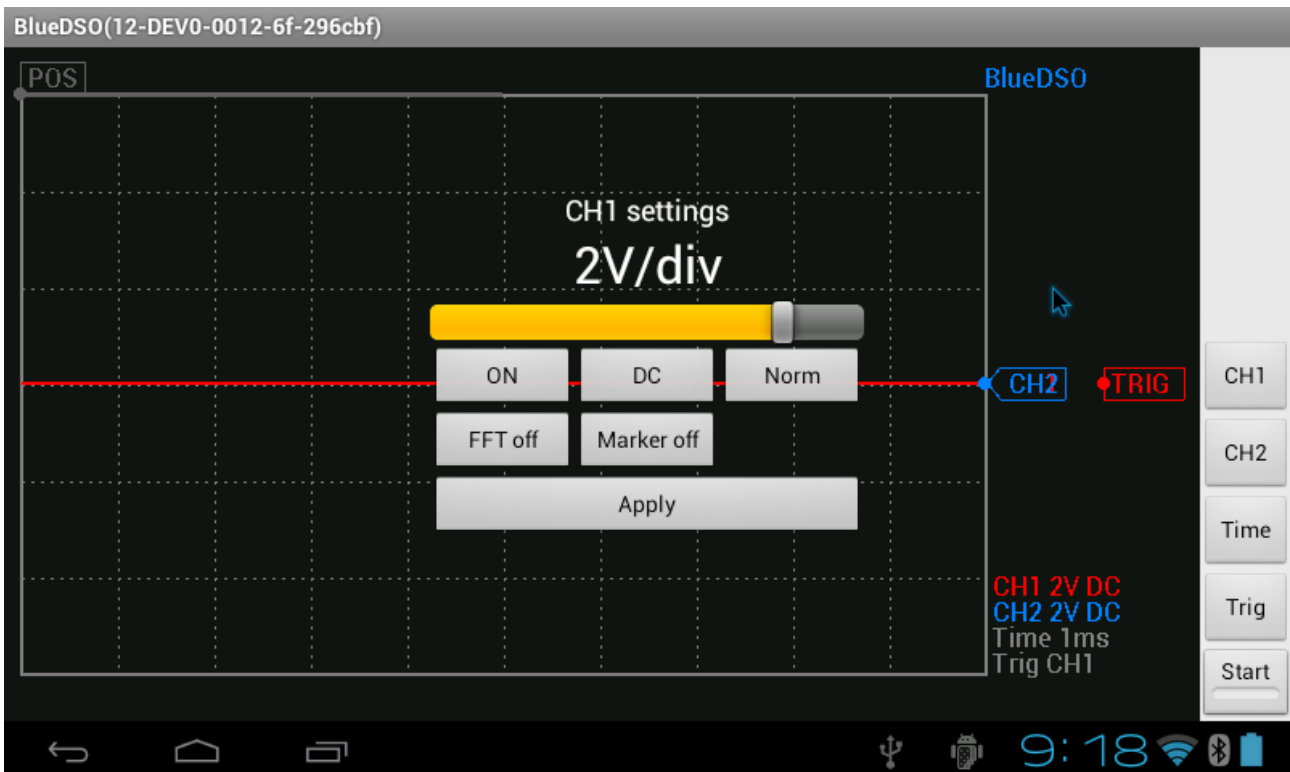 BlueDSO(12-DEV0-0012-6f-296cbf)
POS
BlueDSO
CH1 settings
2V/div
ON
DC
Norm
FFT off
Marker off
Apply
CH2
TRIG
CH1
CH2
Time
Trig
Start
CH1 2V DC
CH2 2V DC
Time 1ms
Trig CH1
9:18